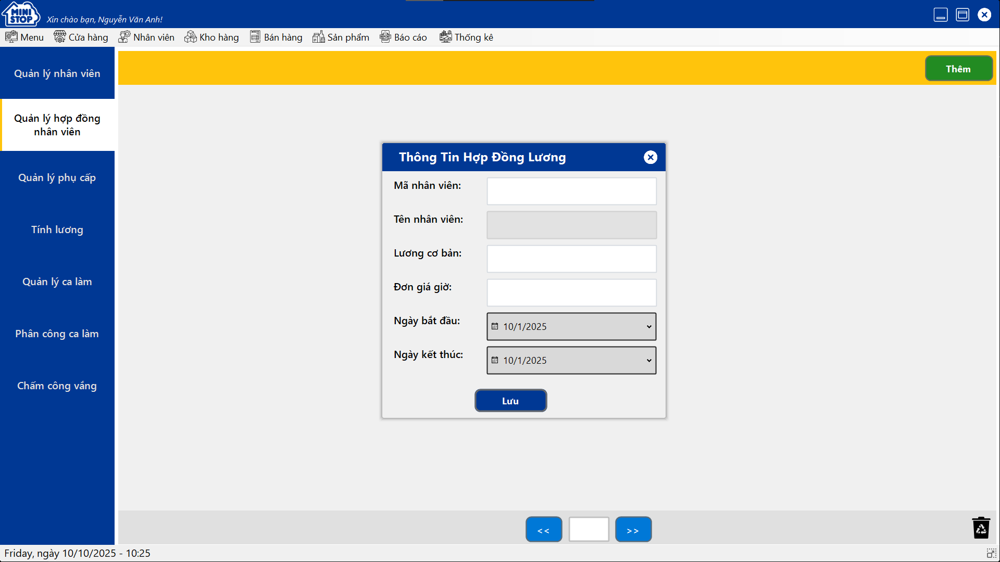 MINI
STOP
Xin chào bạn, Nguyễn Văn Anh!
Menu Cửa hàng Nhân viên Kho hàng Bán hàng Sản phẩm Báo cáo Thống kê
Thêm
Quản lý nhân viên
Quản lý hợp đồng
nhân viên
Quản lý phụ cấp
Tính lương
Quản lý ca làm
Phân công ca làm
Chấm công vắng
Thông Tin Hợp Đồng Lương
Mã nhân viên:
Tên nhân viên:
Lương cơ bản:
Đơn giá giờ:
Ngày bắt đầu: 10/1/2025
Ngày kết thúc: 10/1/2025
Lưu
<< >>
Friday, ngày 10/10/2025 - 10:25